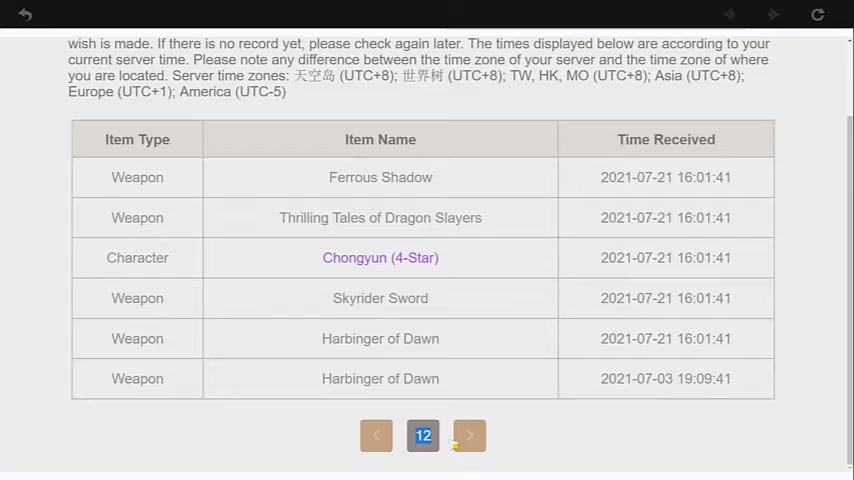 wish is made. If there is no record yet, please check again later. The times displayed below are according to your
current server time. Please note any difference between the time zone of your server and the time zone of where
you are located. Server time zones: 天空岛 (UTC+8); 世界树 (UTC+8); TW, HK, MO (UTC+8); Asia (UTC+8);
Europe (UTC+1); America (UTC-5)
Item Type Item Name Time Received
Weapon Ferrous Shadow 2021-07-21 16:01:41
Weapon Thrilling Tales of Dragon Slayers 2021-07-21 16:01:41
Character Chongyun (4-Star) 2021-07-21 16:01:41
Weapon Skyrider Sword 2021-07-21 16:01:41
Weapon Harbinger of Dawn 2021-07-21 16:01:41
Weapon Harbinger of Dawn 2021-07-03 19:09:41
12